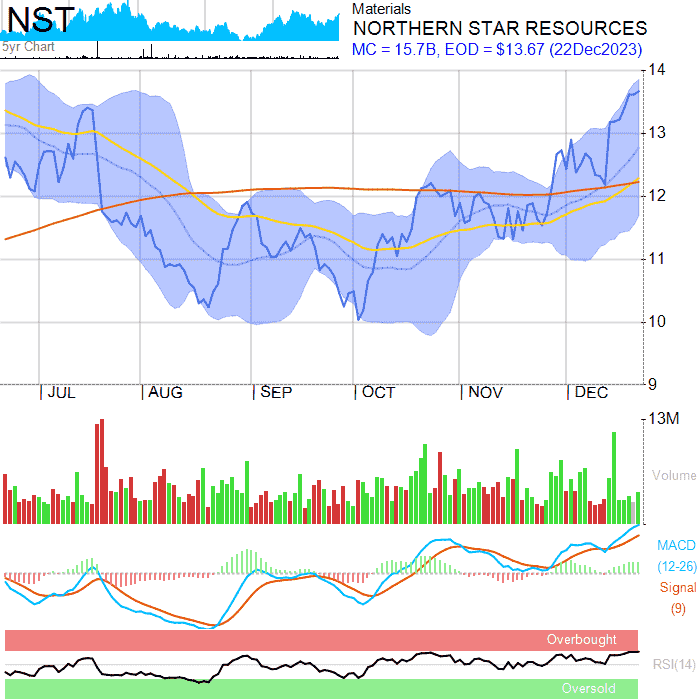 NST
5yr Chart
Materials
NORTHERN STAR RESOURCES
MC = 15.7B, EOD = $13.67 (22Dec2023)
14
13
12
11
10
9
JUL AUG SEP OCT NOV DEC
13M
Volume
MACD
(12-26)
Signal
(9)
Overbought
RSI(14)
Oversold